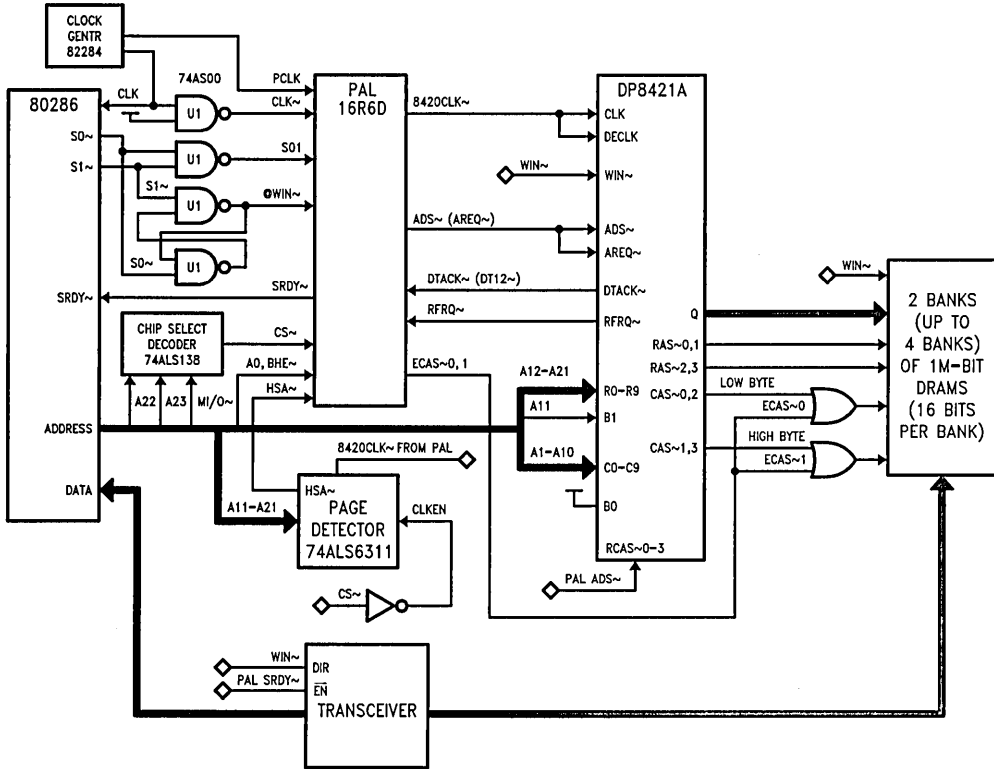 CLOCK
GENTR
82284
80286
CLK
S0~
S1~
SRDY~
ADDRESS
DATA
74AS00
U1
U1
S1~
U1
S0~
U1
PCLK
CLK~
S01
@WIN~
SRDY~
CHIP SELECT
DECODER
74ALS138
CS~
A22
A23
MI/O~
A0, BHE~
HSA~
PAL
16R6D
8420CLK~
ADS~ (AREQ~)
DTACK~ (DT12~)
RFRQ~
ECAS~0, 1
WIN~
A12-A21
A11
A1-A10
DP8421A
CLK
DECLK
WIN~
ADS~
AREQ~
DTACK~
RFRQ~
Q
RAS~0,1
RAS~2,3
CAS~0,2
CAS~1,3
R0-R9
B1
C0-C9
B0
RCAS~0-3
PAL ADS~
LOW BYTE
ECAS~0
HIGH BYTE
ECAS~1
WIN~
2 BANKS
(UP TO
4 BANKS)
OF 1M-BIT
DRAMS
(16 BITS
PER BANK)
8420CLK~ FROM PAL
A11-A21
HSA~
PAGE
DETECTOR
74ALS6311
CLKEN
CS~
WIN~
PAL SRDY~
DIR
EN
TRANSCEIVER